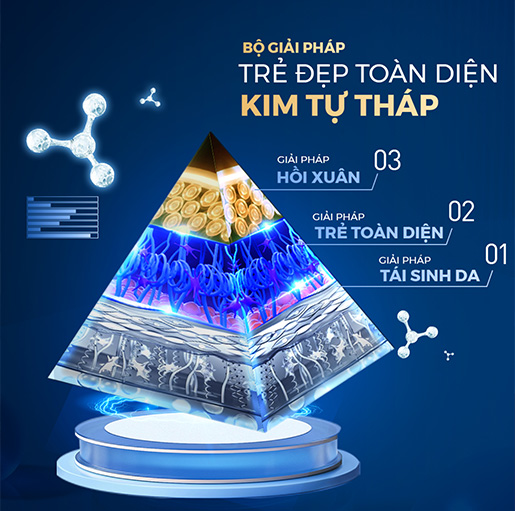 BỘ GIẢI PHÁP
TRẺ ĐẸP TOÀN DIỆN
KIM TỰ THÁP
GIẢI PHÁP 03
HỒI XUÂN
GIẢI PHÁP 02
TRẺ TOÀN DIỆN
GIẢI PHÁP 01
TÁI SINH DA